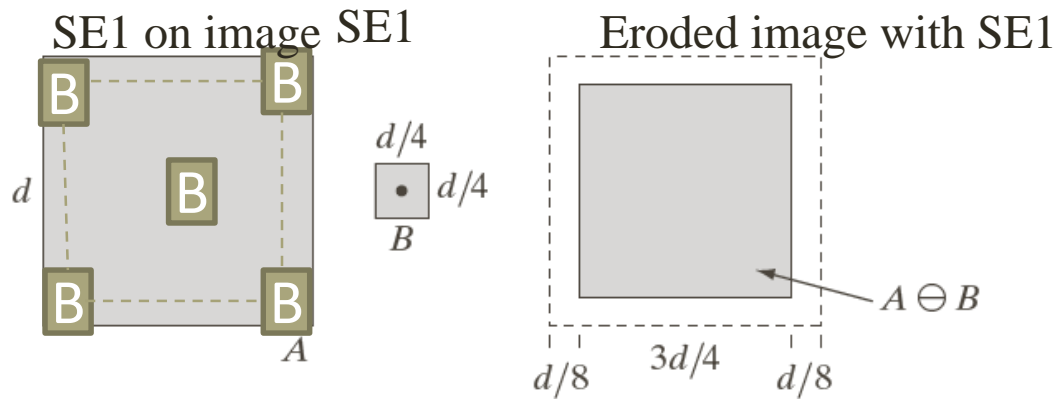 SE1 on image SE1
Eroded image with SE1
B
B
B
B
B
d
A
d/4
d/4
B
A ⊖ B
d/8
3d/4
d/8